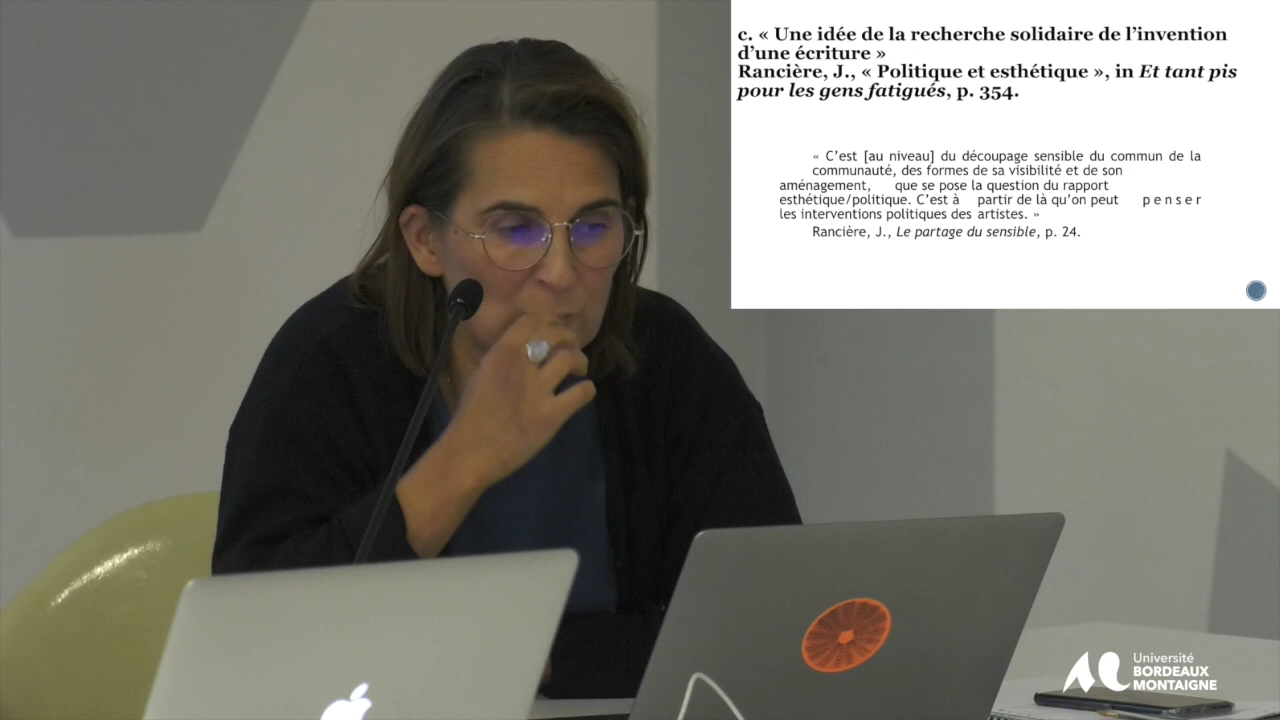 c. « Une idée de la recherche solidaire de l’invention
d’une écriture »
Rancière, J., « Politique et esthétique », in Et tant pis
pour les gens fatigués, p. 354.
« C’est [au niveau] du découpage sensible du commun de la
communauté, des formes de sa visibilité et de son
aménagement, que se pose la question du rapport
esthétique/politique. C’est à partir de là qu’on peut penser
les interventions politiques des artistes. »
Rancière, J., Le partage du sensible, p. 24.
Université
BORDEAUX
MONTAIGNE